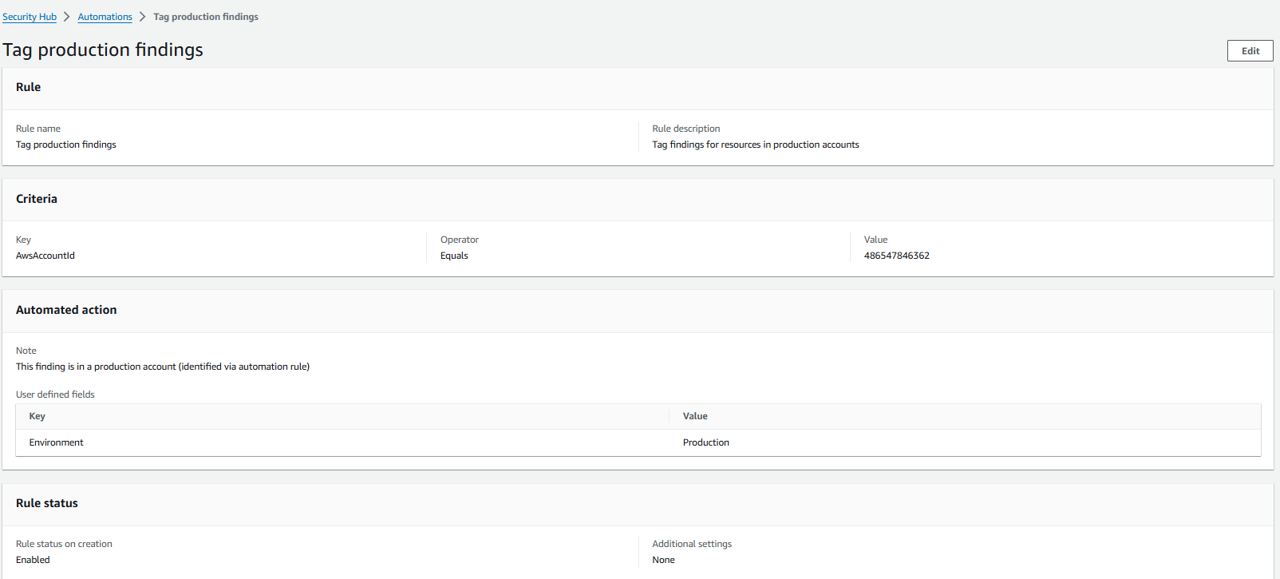 Security Hub > Automations > Tag production findings
Tag production findings
Edit
Rule
Rule name
Tag production findings
Rule description
Tag findings for resources in production accounts
Criteria
Key
AwsAccountId
Operator
Equals
Value
486547846362
Automated action
Note
This finding is in a production account (identified via automation rule)
User defined fields
Key Value
Environment Production
Rule status
Rule status on creation
Enabled
Additional settings
None